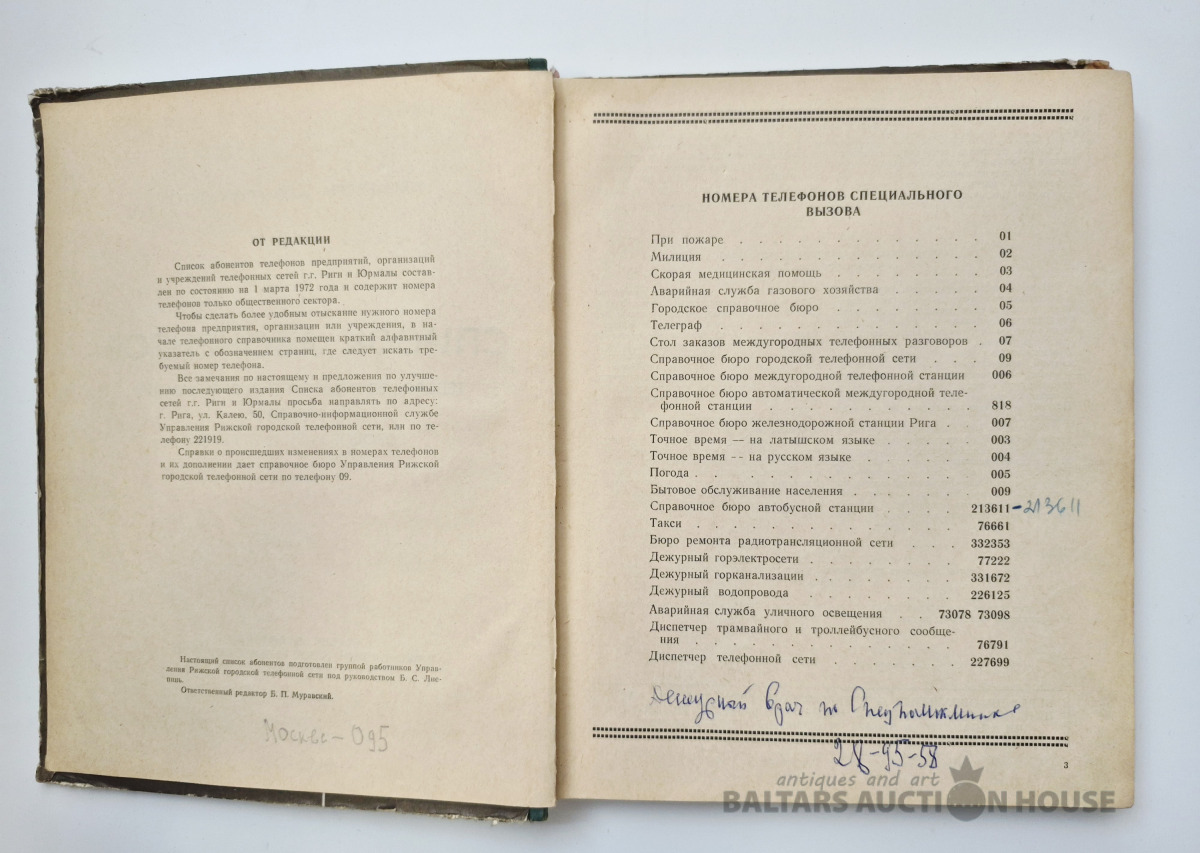 ОТ РЕДАКЦИИ
Список абонентов телефонов предприятий, организаций
и учреждений телефонных сетей г.г. Риги и Юрмалы состав-
лен по состоянию на 1 марта 1972 года и содержит номера
телефонов только общественного сектора.
Чтобы сделать более удобным отыскание нужного номера
телефона предприятия, организации или учреждения, в на-
чале телефонного справочника помещен краткий алфавитный
указатель с обозначением страниц, где следует искать тре-
буемый номер телефона.
Все замечания по настоящему и предложения по улучше-
нию последующего издания Списка абонентов телефонных
сетей г.г. Риги и Юрмалы просьба направлять по адресу:
г. Рига, ул. Калею, 50, Справочно-информационной службе
Управления Рижской городской телефонной сети, или по те-
лефону 221919.
Справки о происшедших изменениях в номерах телефонов
и их дополнении дает справочное бюро Управления Рижской
городской телефонной сети по телефону 09.
Настоящий список абонентов подготовлен группой работников Управ-
ления Рижской городской телефонной сети под руководством Б. С.
Ответственный редактор Б. П. Муравский.
Москва - 095
НОМЕРА ТЕЛЕФОНОВ СПЕЦИАЛЬНОГО
ВЫЗОВА
При пожаре . . . . . . . . . . . . . 01
Милиция . . . . . . . . . . . . . 02
Скорая медицинская помощь . . . . . . . . 03
Аварийная служба газового хозяйства . . . . . 04
Городское справочное бюро . . . . . . . . 05
Телеграф . . . . . . . . . . . . . . 06
Стол заказов междугородных телефонных разговоров . 07
Справочное бюро городской телефонной сети . . . 09
Справочное бюро междугородной телефонной станции 006
Справочное бюро автоматической междугородной теле-
фонной станции . . . . . . . . . . . 818
Справочное бюро железнодорожной станции Рига . . 007
Точное время — на латышском языке . . . . . 003
Точное время -- на русском языке . . . . . . 004
Погода . . . . . . . . . . . . . . 005
Бытовое обслуживание населения . . . . . . . 009
Справочное бюро автобусной станции . . . . 213611 - 213611
Такси . . . . . . . . . . . . . . 76661
Бюро ремонта радиотрансляционной сети . . . 332353
Дежурный горэлектросети . . . . . . . . 77222
Дежурный горканализации . . . . . . . . 331672
Дежурный водопровода . . . . . . . . 226125
Аварийная служба уличного освещения . . 73078 73098
Диспетчер трамвайного и троллейбусного сообще-
ния . . . . . . . . . . . . . . 76791
Диспетчер телефонной сети . . . . . . . . 227699
Дежурный врач по
28-95-58
3
antiques and art
BALTARS AUCTION HOUSE